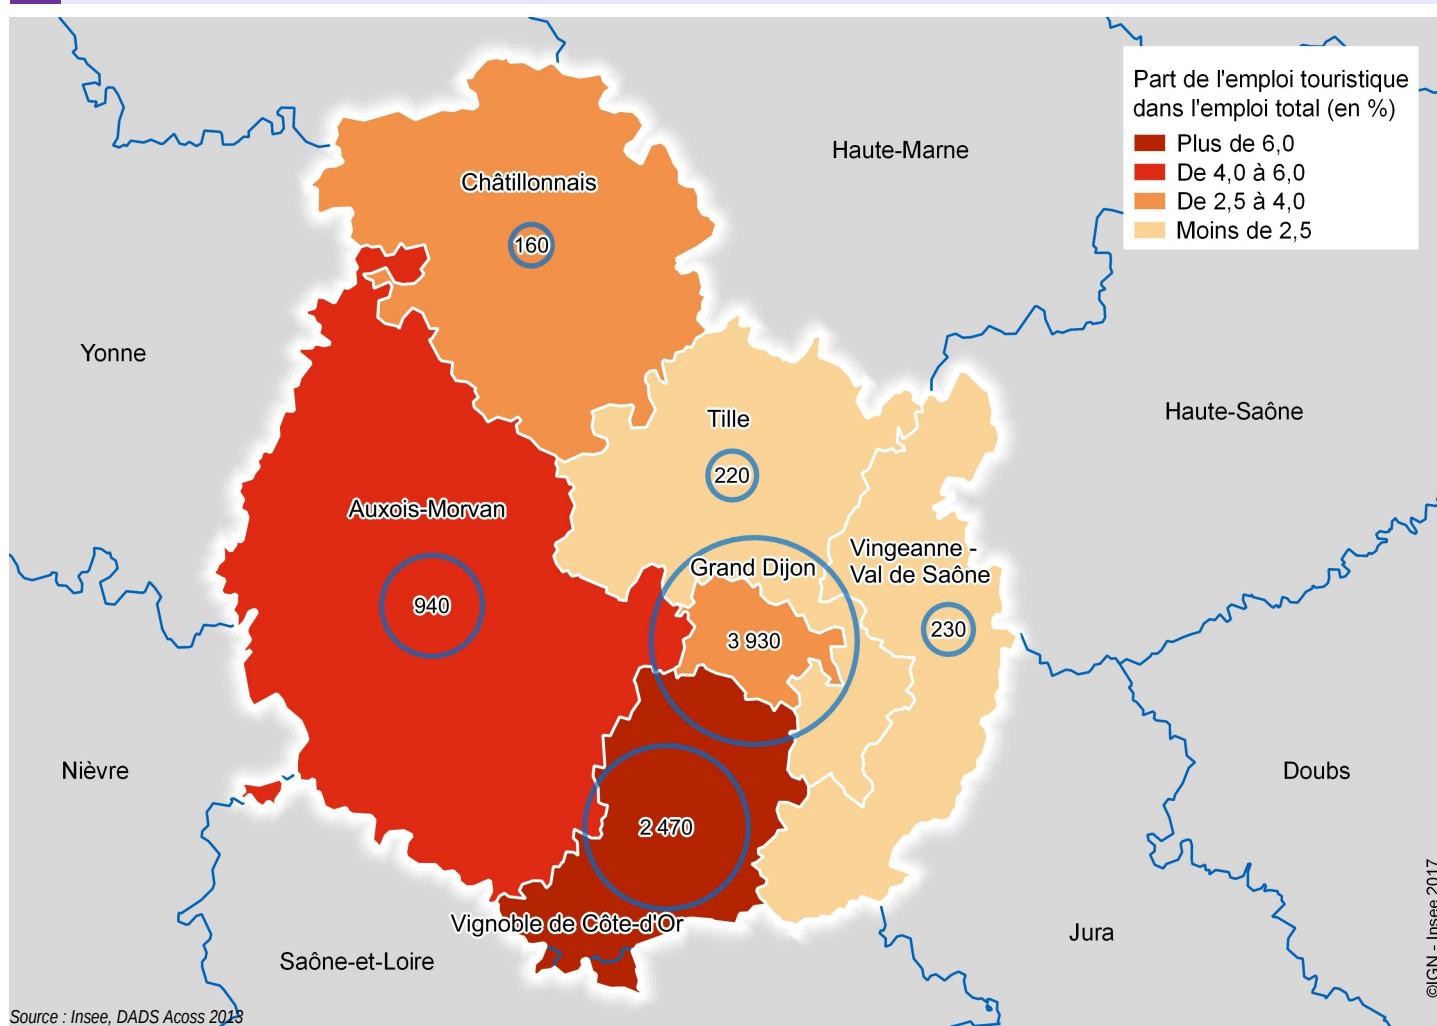 Part de l'emploi touristique
dans l'emploi total (en %)
Plus de 6,0
De 4,0 à 6,0
De 2,5 à 4,0
Moins de 2,5
Haute-Marne
Châtillonnais
160
Yonne
Haute-Saône
Tille
220
Auxois-Morvan
940
Grand Dijon
3 930
Vingeanne -
Val de Saône
230
Nièvre
Doubs
2 470
Vignoble de Côte-d'Or
Jura
Saône-et-Loire
©IGN - Insee 2017
Source : Insee, DADS Acoss 2013